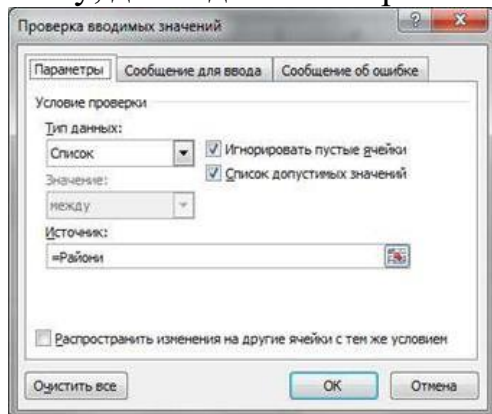 Проверка вводимых значений
Параметры Сообщение для ввода Сообщение об ошибке
Условие проверки
Тип данных:
Список Игнорировать пустые ячейки
Значение: Список допустимых значений
между
Источник:
=Райони
Распространить изменения на другие ячейки с тем же условием
Очистить все ОК Отмена